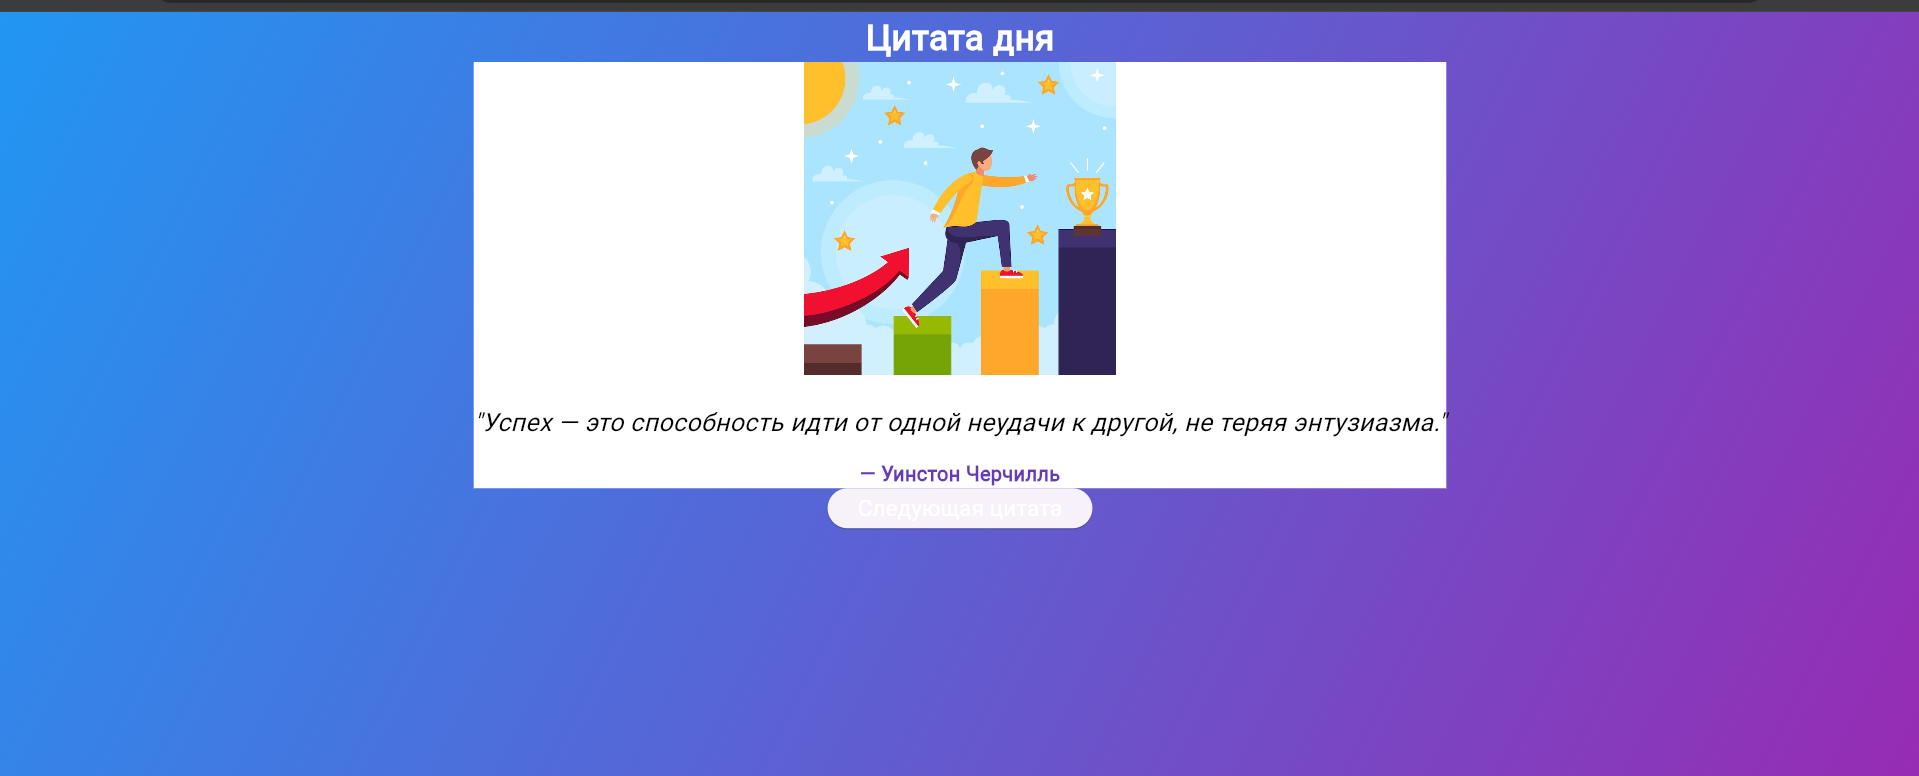 Цитата дня
"Успех — это способность идти от одной неудачи к другой, не теряя энтузиазма."
— Уинстон Черчилль
Следующая цитата